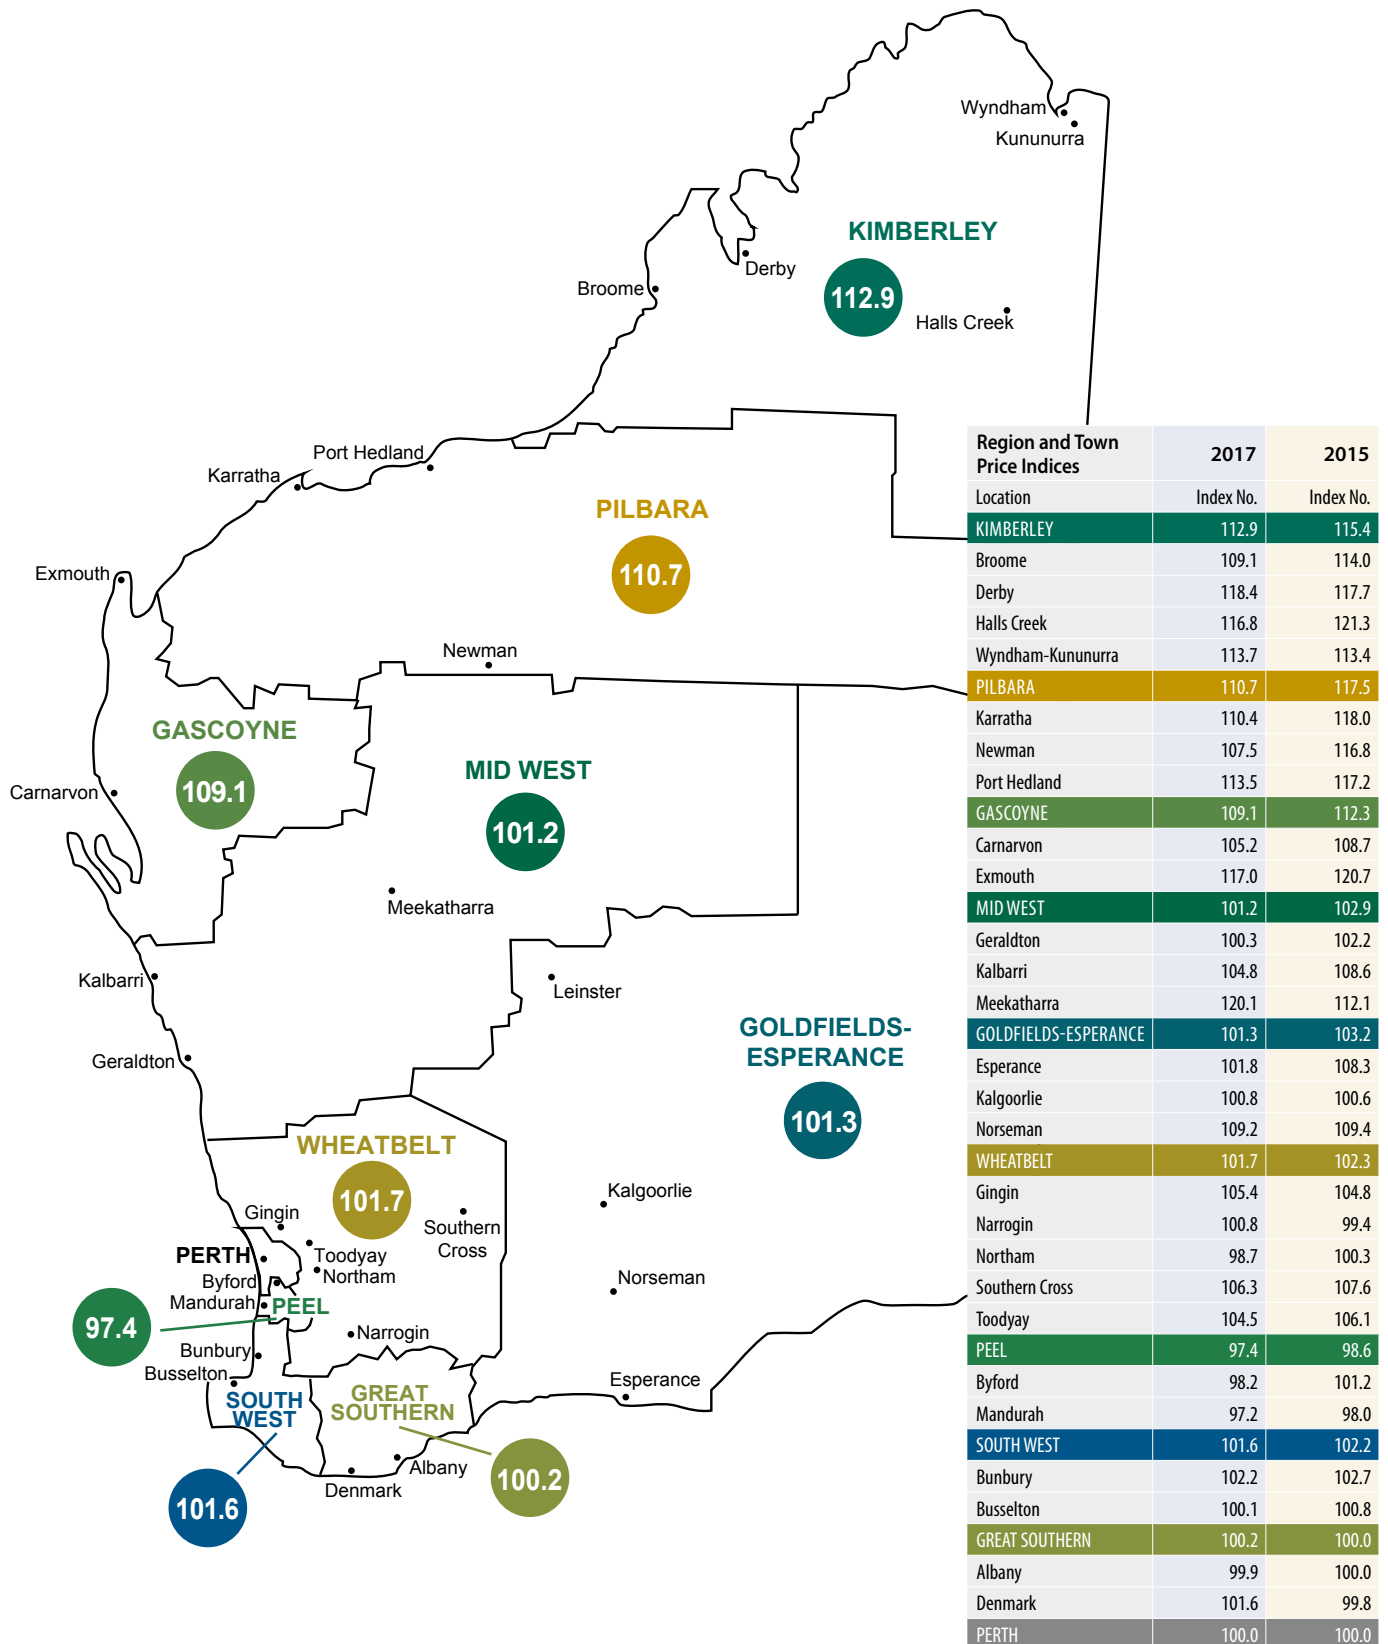 Wyndham
Kununurra
KIMBERLEY
Derby
Broome
112.9
Halls Creek
Port Hedland
Karratha
PILBARA
110.7
Exmouth
Newman
GASCOYNE
109.1
MID WEST
101.2
Carnarvon
Meekatharra
Kalbarri
Leinster
GOLDFIELDS-
ESPERANCE
101.3
Geraldton
WHEATBELT
101.7
Kalgoorlie
Gingin
Southern
Cross
PERTH
Toodyay
Northam
Byford
Mandurah
PEEL
97.4
Norseman
Narrogin
Bunbury
Busselton
Esperance
SOUTH
WEST
GREAT
SOUTHERN
Albany
Denmark
100.2
101.6
Region and Town
Price Indices 2017 2015
Location Index No. Index No.
KIMBERLEY 112.9 115.4
Broome 109.1 114.0
Derby 118.4 117.7
Halls Creek 116.8 121.3
Wyndham-Kununurra 113.7 113.4
PILBARA 110.7 117.5
Karratha 110.4 118.0
Newman 107.5 116.8
Port Hedland 113.5 117.2
GASCOYNE 109.1 112.3
Carnarvon 105.2 108.7
Exmouth 117.0 120.7
MID WEST 101.2 102.9
Geraldton 100.3 102.2
Kalbarri 104.8 108.6
Meekatharra 120.1 112.1
GOLDFIELDS-ESPERANCE 101.3 103.2
Esperance 101.8 108.3
Kalgoorlie 100.8 100.6
Norseman 109.2 109.4
WHEATBELT 101.7 102.3
Gingin 105.4 104.8
Narrogin 100.8 99.4
Northam 98.7 100.3
Southern Cross 106.3 107.6
Toodyay 104.5 106.1
PEEL 97.4 98.6
Byford 98.2 101.2
Mandurah 97.2 98.0
SOUTH WEST 101.6 102.2
Bunbury 102.2 102.7
Busselton 100.1 100.8
GREAT SOUTHERN 100.2 100.0
Albany 99.9 100.0
Denmark 101.6 99.8
PERTH 100.0 100.0